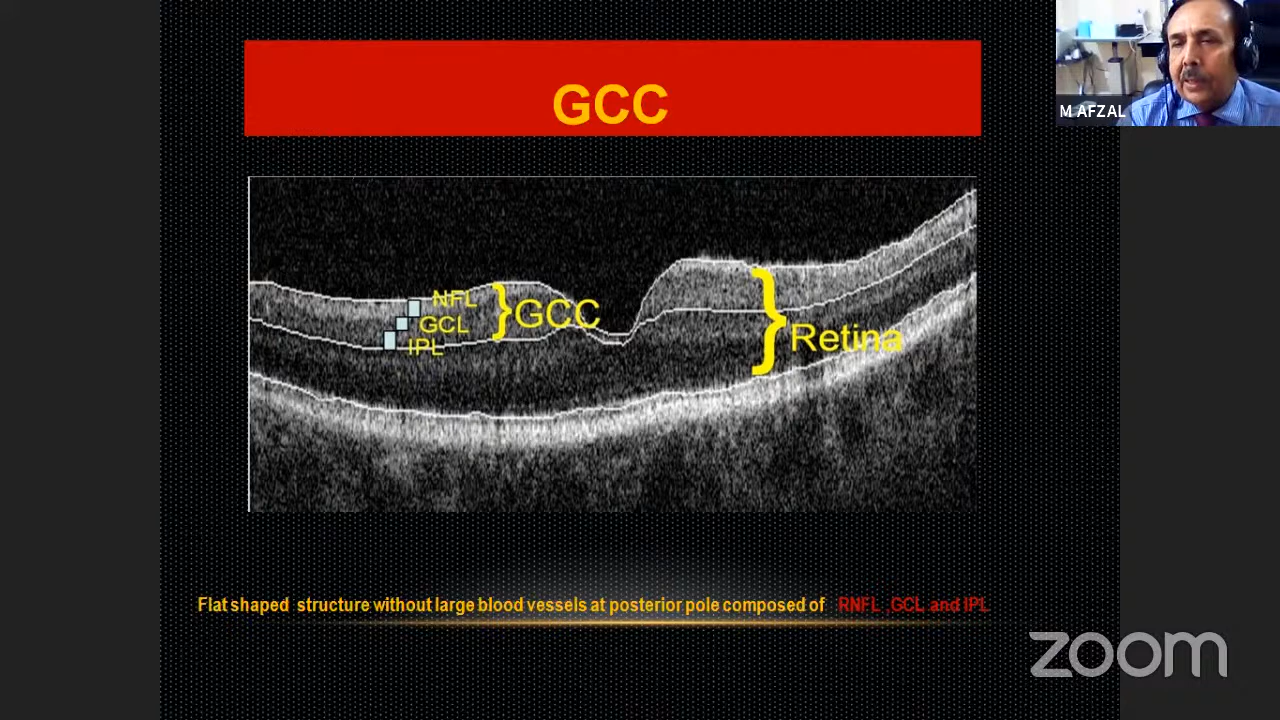 GCC
M AFZAL
NFL
GCL
IPL
GCC
Retina
Flat shaped structure without large blood vessels at posterior pole composed of RNFL ,GCL and IPL
zoom